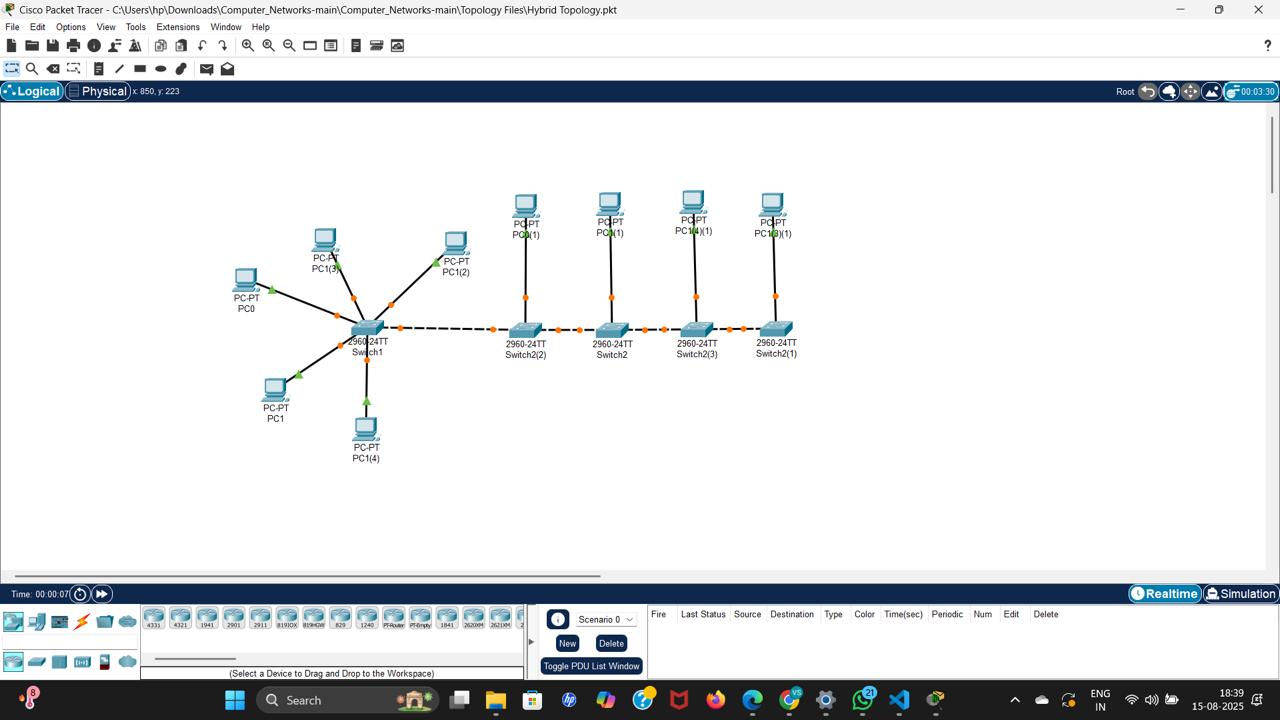 Cisco Packet Tracer - C:\Users\hp\Downloads\Computer_Networks-main\Computer_Networks-main\Topology Files\Hybrid Topology.pkt
File Edit Options View Tools Extensions Window Help
Logical Physical x: 850, y: 223 Root 00:03:30
PC-PT
PC0
PC-PT
PC1(3)
PC-PT
PC1(2)
PC-PT
PC0(1)
PC-PT
PC-PT
PC1(4)(1)
PC-PT
2960-24TT
Switch1
2960-24TT
Switch2(2)
2960-24TT
Switch2
2960-24TT
Switch2(3)
2960-24TT
Switch2(1)
PC-PT
PC1
PC-PT
PC1(4)
Time: 00:00:07 Realtime Simulation
4331 4321 1941 2901 2911 819IOX 819HGW 829 1240 PT-Router PT-Empty 1841 2620XM 2621XM 2
(Select a Device to Drag and Drop to the Workspace)
Scenario 0
New Delete
Toggle PDU List Window
Fire Last Status Source Destination Type Color Time(sec) Periodic Num Edit Delete
8
Search
VS
21
ENG
IN
18:39
15-08-2025